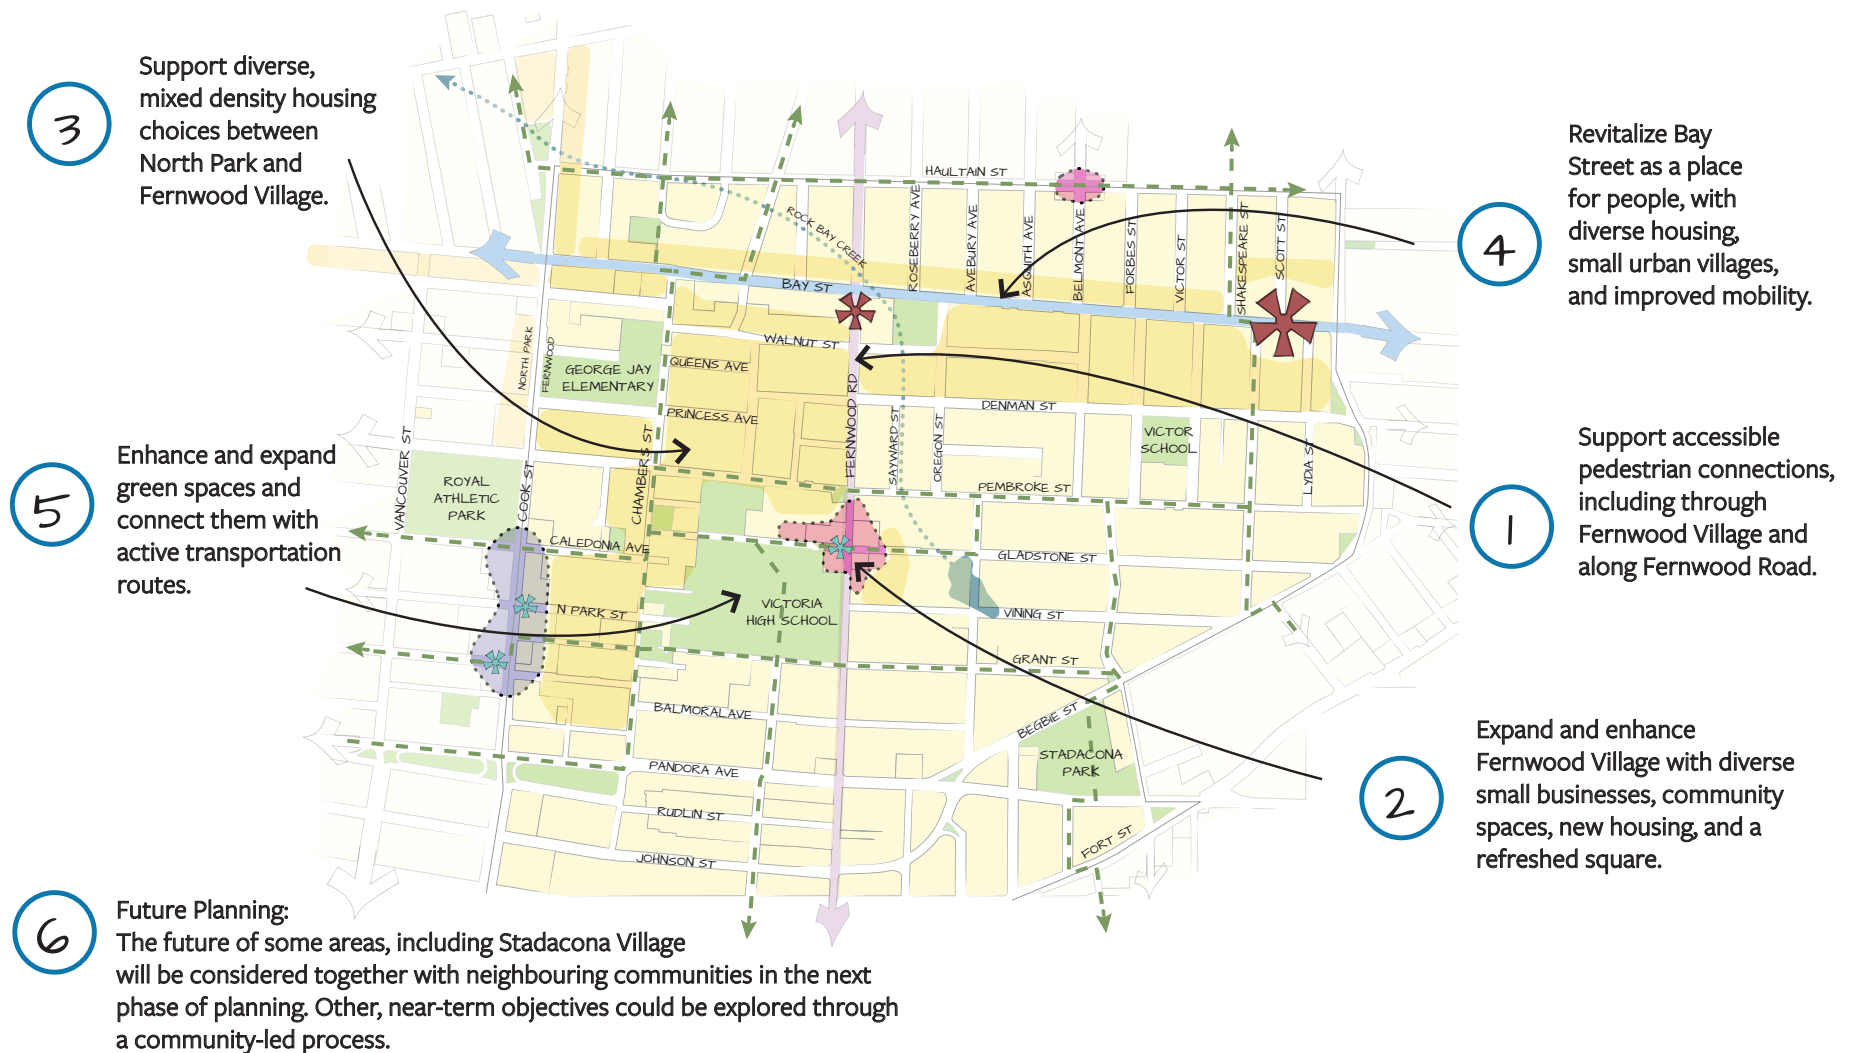 3
Support diverse,
mixed density housing
choices between
North Park and
Fernwood Village.
4
Revitalize Bay
Street as a place
for people, with
diverse housing,
small urban villages,
and improved mobility.
5
Enhance and expand
green spaces and
connect them with
active transportation
routes.
1
Support accessible
pedestrian connections,
including through
Fernwood Village and
along Fernwood Road.
2
Expand and enhance
Fernwood Village with diverse
small businesses, community
spaces, new housing, and a
refreshed square.
6
Future Planning:
The future of some areas, including Stadacona Village
will be considered together with neighbouring communities in the next
phase of planning. Other, near-term objectives could be explored through
a community-led process.
HAULTAIN ST
ROCK BAY CREEK
ROSEBERRY AVE
AVEBURY AVE
ASQUITH AVE
BELMONT AVE
FORBES ST
VICTOR ST
SHAKESPEARE ST
SCOTT ST
BAY ST
WALNUT ST
NORTH PARK
FERNWOOD
GEORGE JAY
ELEMENTARY
QUEENS AVE
PRINCESS AVE
FERNWOOD RD
DENMAN ST
SAYWARD ST
OREGON ST
VICTOR
SCHOOL
LYDIA ST
VANCOUVER ST
ROYAL
ATHLETIC
PARK
COOK ST
CHAMBERS ST
PEMBROKE ST
CALEDONIA AVE
GLADSTONE ST
N PARK ST
VICTORIA
HIGH SCHOOL
VINING ST
GRANT ST
BALMORAL AVE
BEGBIE ST
STADACONA
PARK
PANDORA AVE
RUDLIN ST
JOHNSON ST
FORT ST